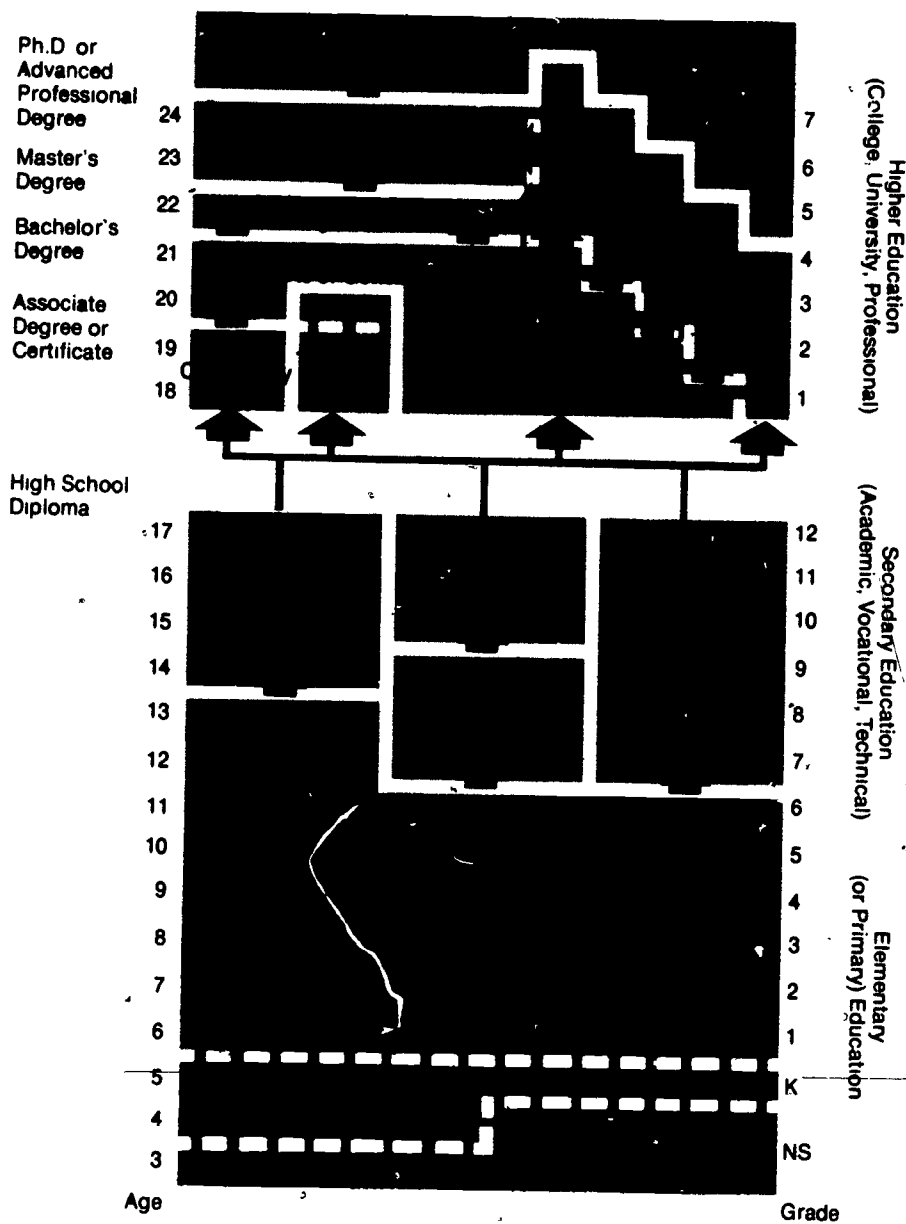 Ph.D or
Advanced
Professional
Degree
24
23
Master's
Degree
22
Bachelor's
Degree
21
20
Associate
Degree or
Certificate
19
18
7
6
5
4
3
2
1
Higher Education
(College, University, Professional)
High School
Diploma
17
16
15
14
13
12
12
11
10
9
8
7
Secondary Education
(Academic, Vocational, Technical)
11
10
9
8
7
6
5
4
3
6
5
4
3
2
1
K
NS
Elementary
(or Primary) Education
Age
Grade